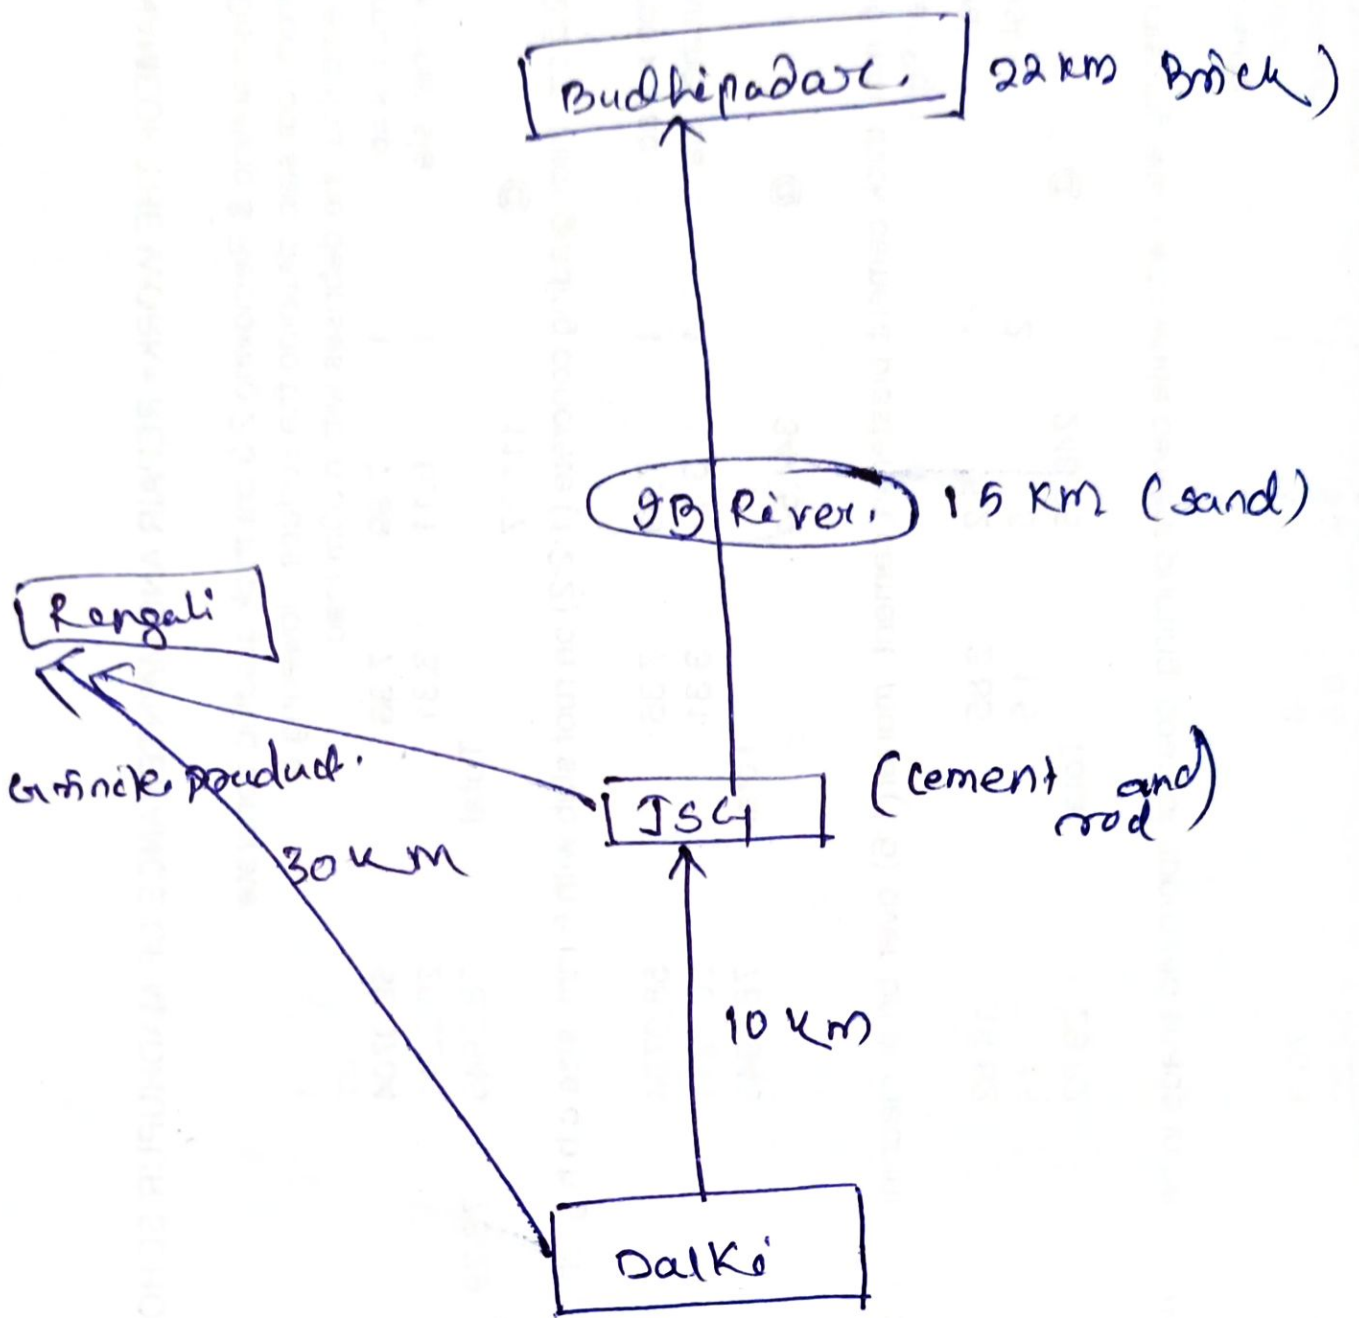 Budhipadar. 22 km Brick)
IB River. 15 KM (sand)
Rengali
product.
JSG (cement and rod)
30 KM
10 KM
Dalki